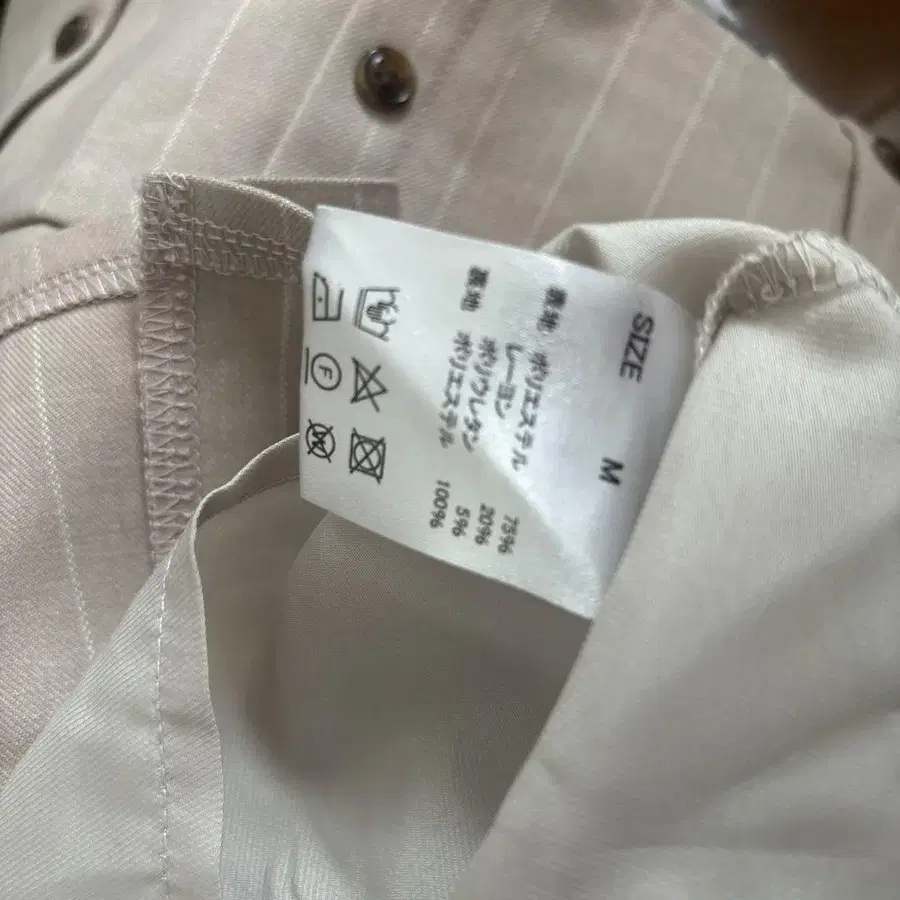 SIZE M
表地 ポリエステル 75%
レーヨン 20%
ポリウレタン 5%
裏地 ポリエステル 100%
F W